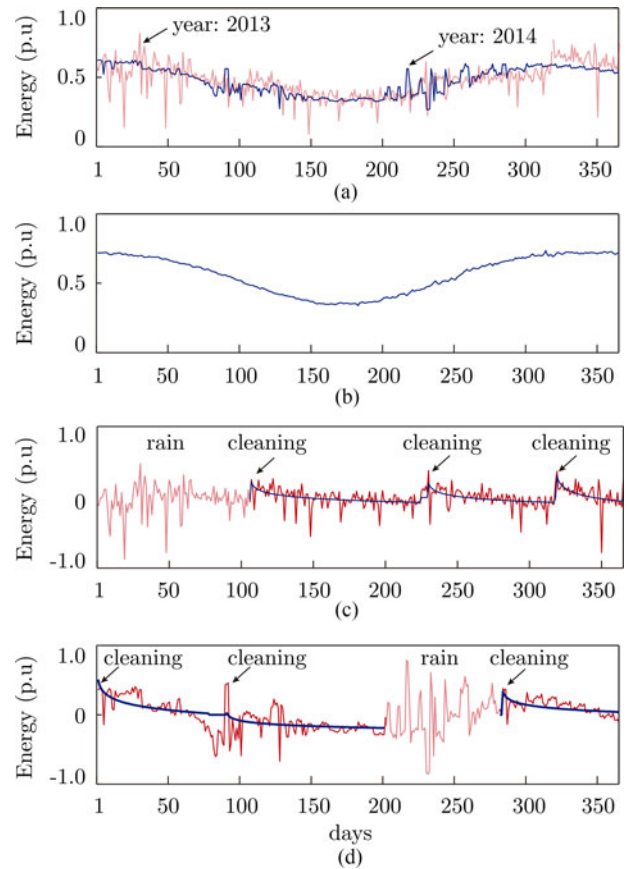 Energy (p.u)
1.0
0.5
0
year: 2013
year: 2014
1 50 100 150 200 250 300 350
(a)
Energy (p.u)
1.0
0.5
0
1 50 100 150 200 250 300 350
(b)
Energy (p.u)
1.0
0
-1.0
rain cleaning cleaning cleaning
1 50 100 150 200 250 300 350
(c)
Energy (p.u)
1.0
0
-1.0
cleaning cleaning rain cleaning
1 50 100 150 200 250 300 350
days
(d)